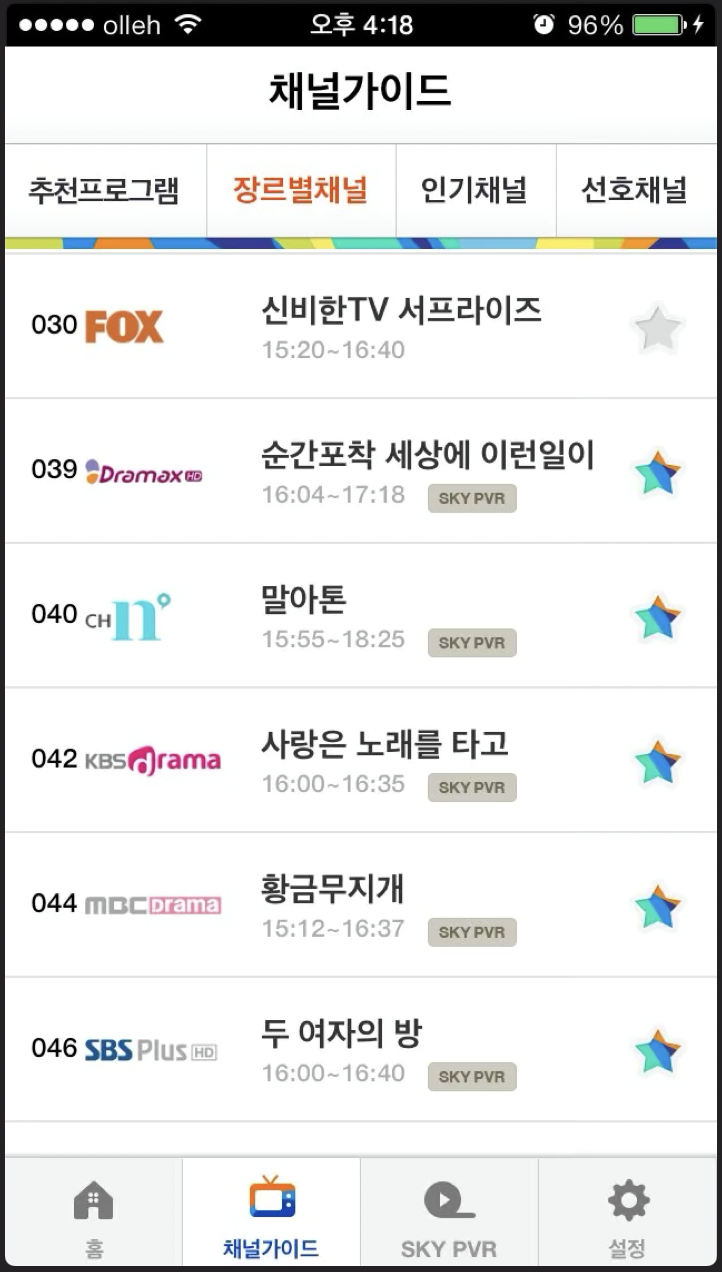 olleh 오후 4:18 96%
채널가이드
추천프로그램 장르별채널 인기채널 선호채널
030 FOX 신비한TV 서프라이즈
15:20~16:40
039 Dramax HD 순간포착 세상에 이런일이
16:04~17:18 SKY PVR
040 CH n 말아톤
15:55~18:25 SKY PVR
042 KBS drama 사랑은 노래를 타고
16:00~16:35 SKY PVR
044 MBC Drama 황금무지개
15:12~16:37 SKY PVR
046 SBS Plus HD 두 여자의 방
16:00~16:40 SKY PVR
홈 채널가이드 SKY PVR 설정